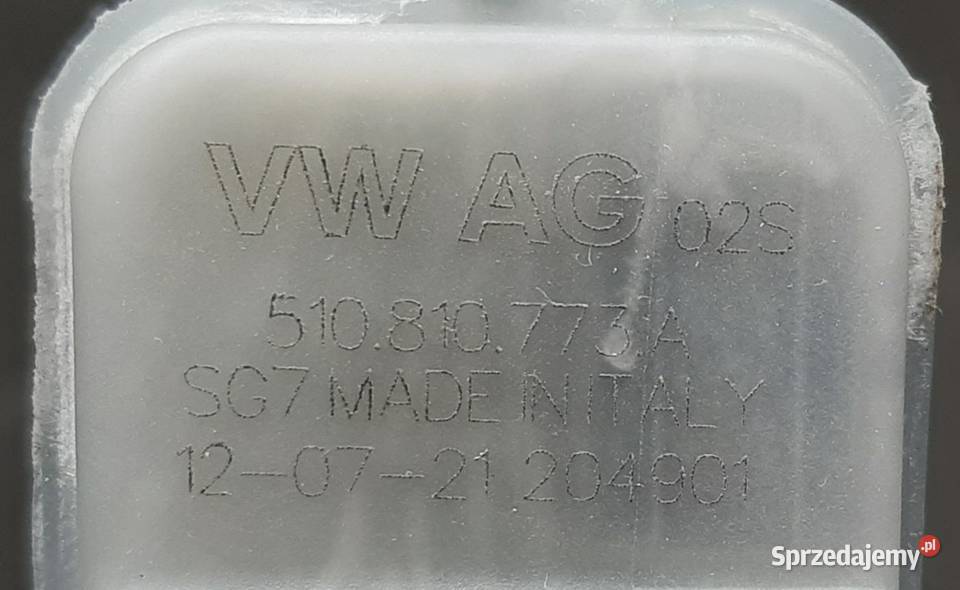 VW AG 02S
510.810.773 A
SG7 MADE IN ITALY
12-07-21 204901
Sprzedajemy.pl